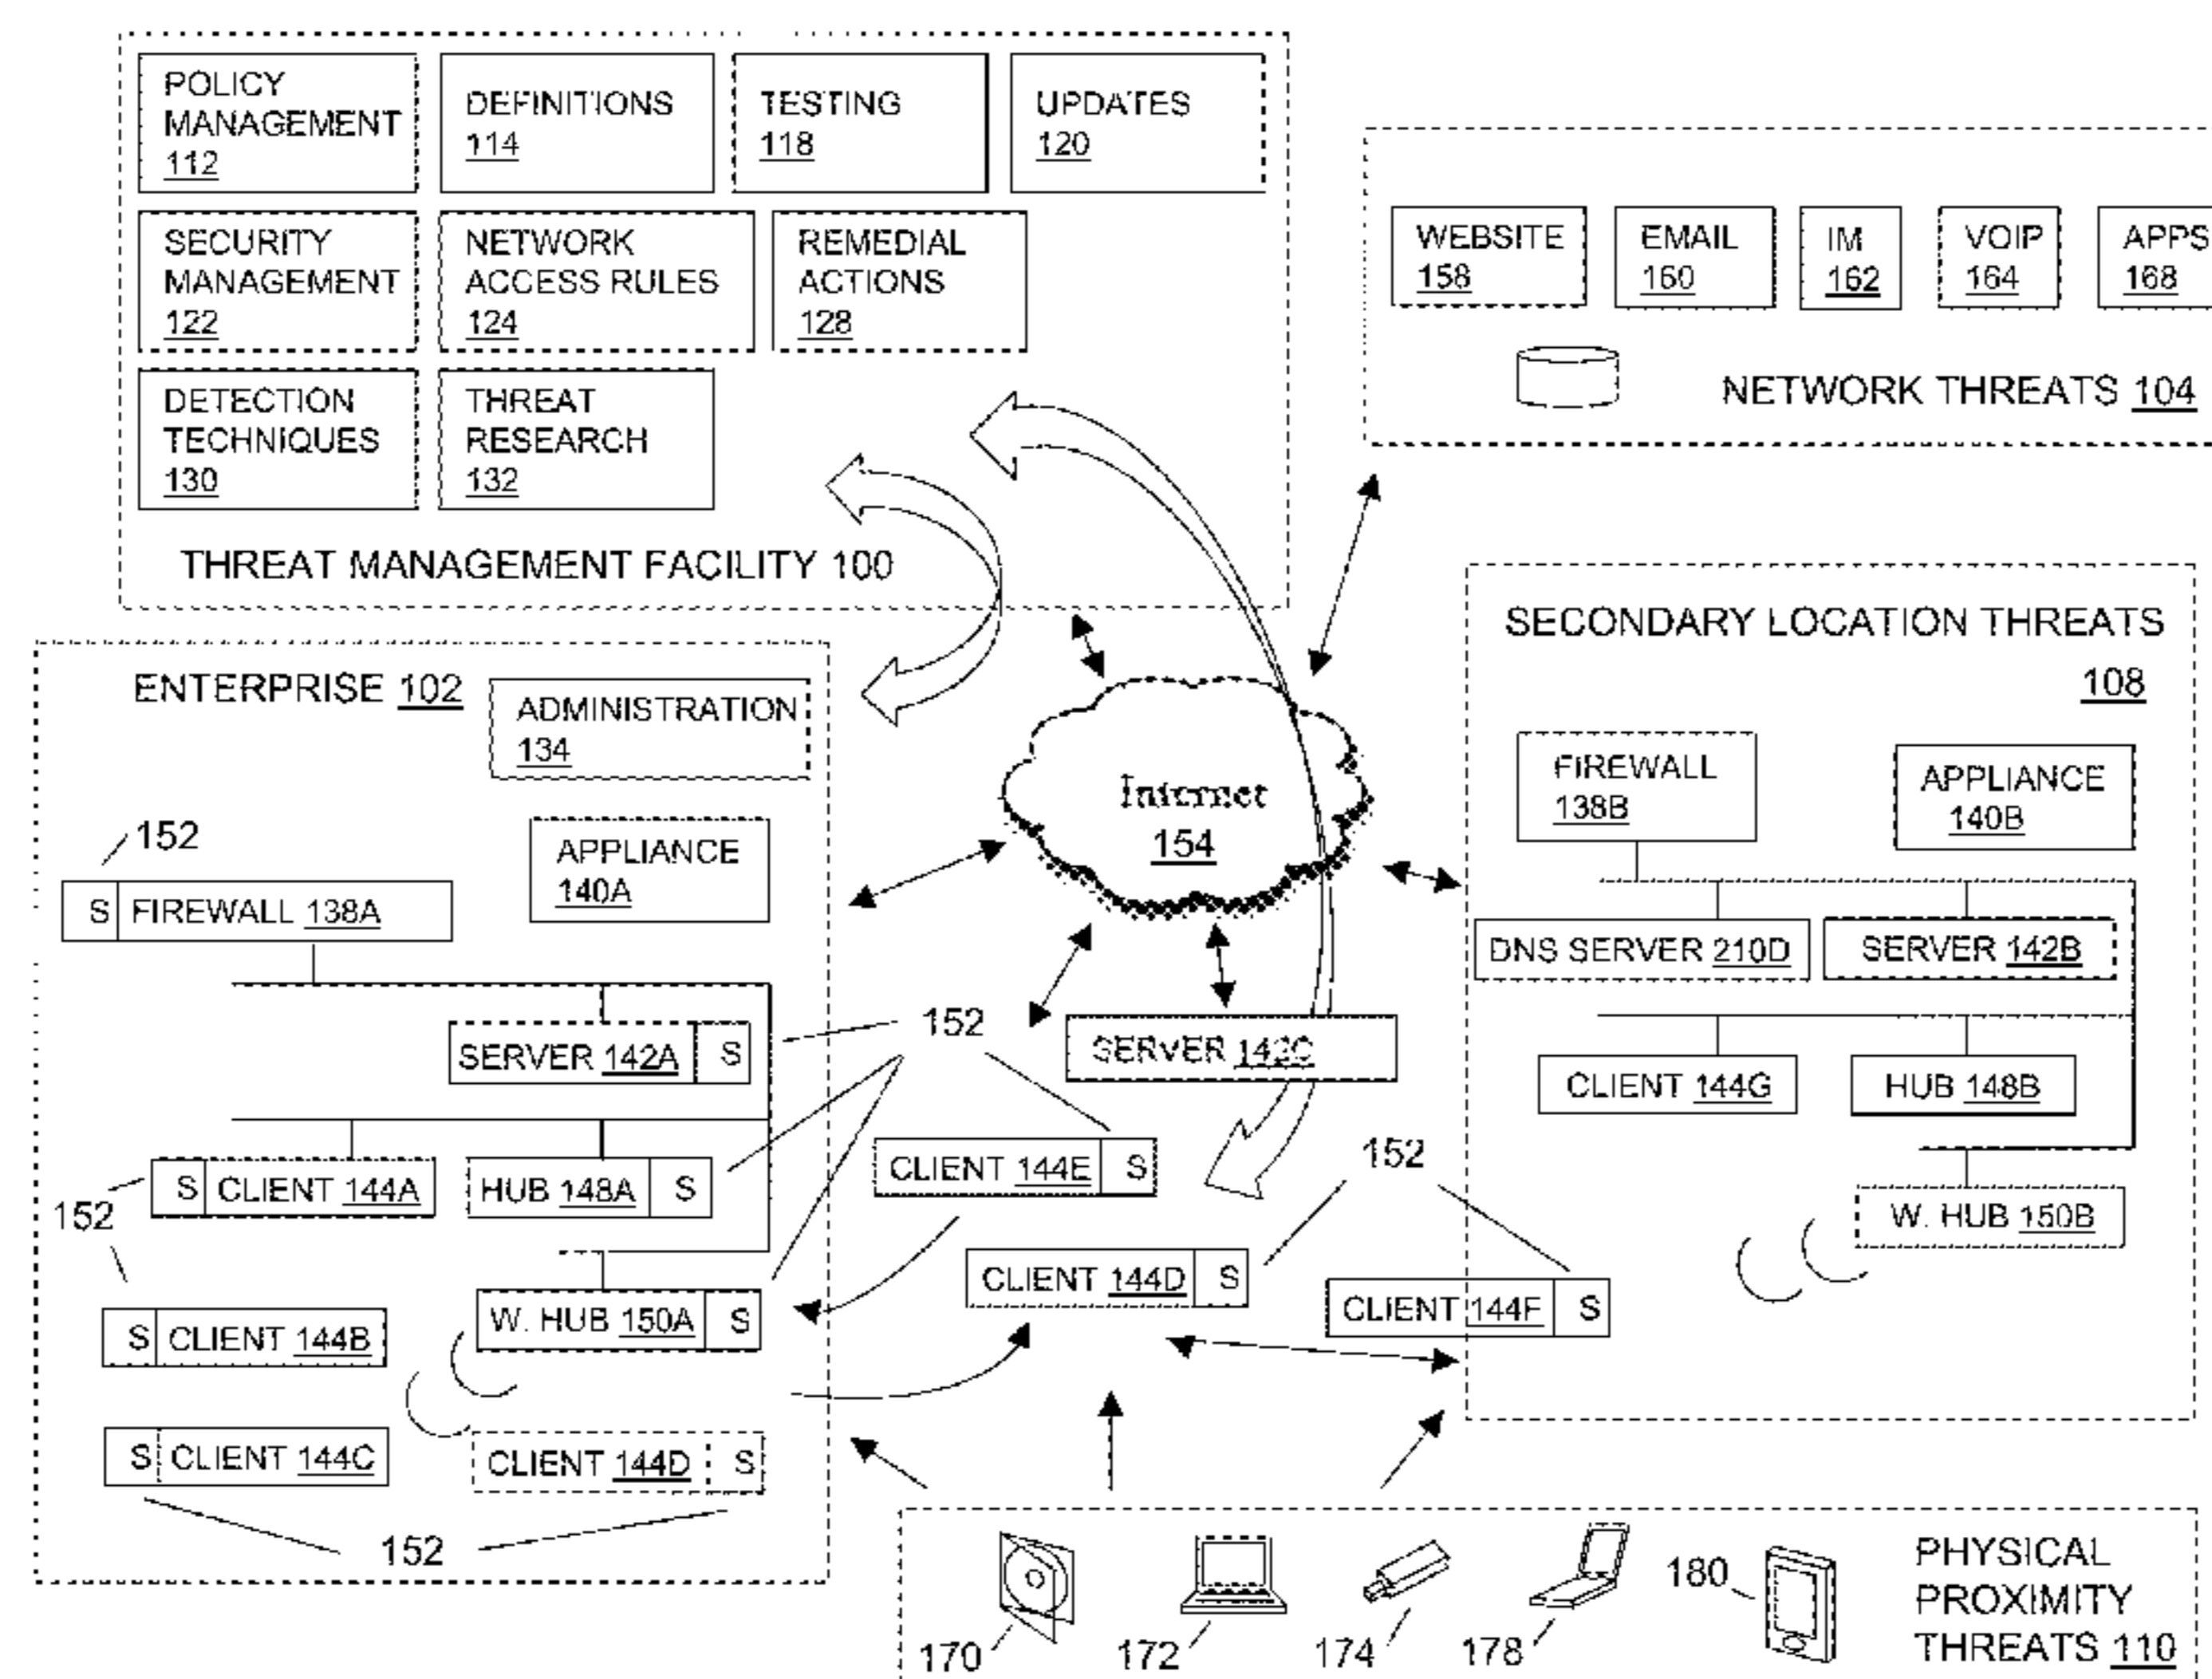 POLICY
MANAGEMENT
112
DEFINITIONS
114
TESTING
118
UPDATES
120
SECURITY
MANAGEMENT
122
NETWORK
ACCESS RULES
124
REMEDIAL
ACTIONS
128
DETECTION
TECHNIQUES
130
THREAT
RESEARCH
132
THREAT MANAGEMENT FACILITY 100
WEBSITE
158
EMAIL
160
IM
162
VOIP
164
APPS
168
NETWORK THREATS 104
ENTERPRISE 102
ADMINISTRATION
134
152
APPLIANCE
140A
S FIREWALL 138A
SERVER 142A S
152
S CLIENT 144A
HUB 148A S
152
S CLIENT 144B
W. HUB 150A S
S CLIENT 144C
CLIENT 144D S
152
Internet
154
SERVER 142C
CLIENT 144E S
152
CLIENT 144D S
CLIENT 144F S
SECONDARY LOCATION THREATS
108
FIREWALL
138B
APPLIANCE
140B
DNS SERVER 210D
SERVER 142B
CLIENT 144G
HUB 148B
W. HUB 150B
170
172
174
178
180
PHYSICAL
PROXIMITY
THREATS 110